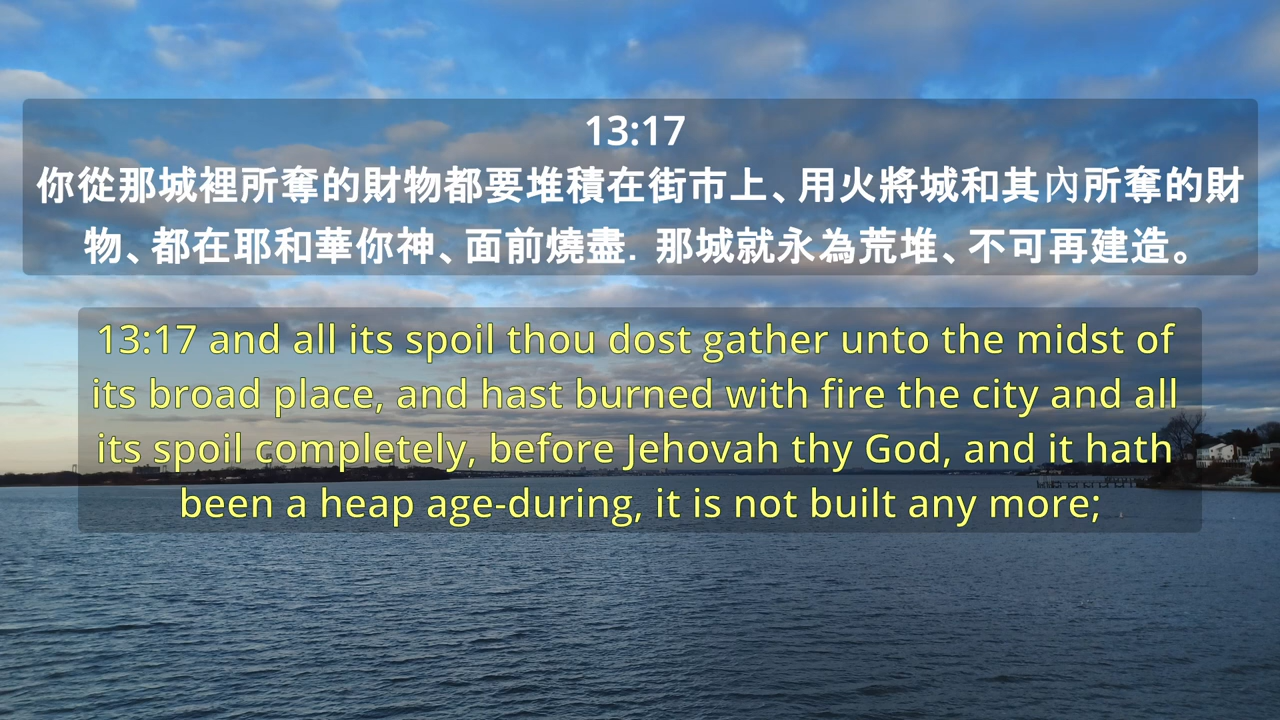 13:17
你從那城裡所奪的財物都要堆積在街市上、用火將城和其內所奪的財
物、都在耶和華你神、面前燒盡．那城就永為荒堆、不可再建造。
13:17 and all its spoil thou dost gather unto the midst of
its broad place, and hast burned with fire the city and all
its spoil completely, before Jehovah thy God, and it hath
been a heap age-during, it is not built any more;